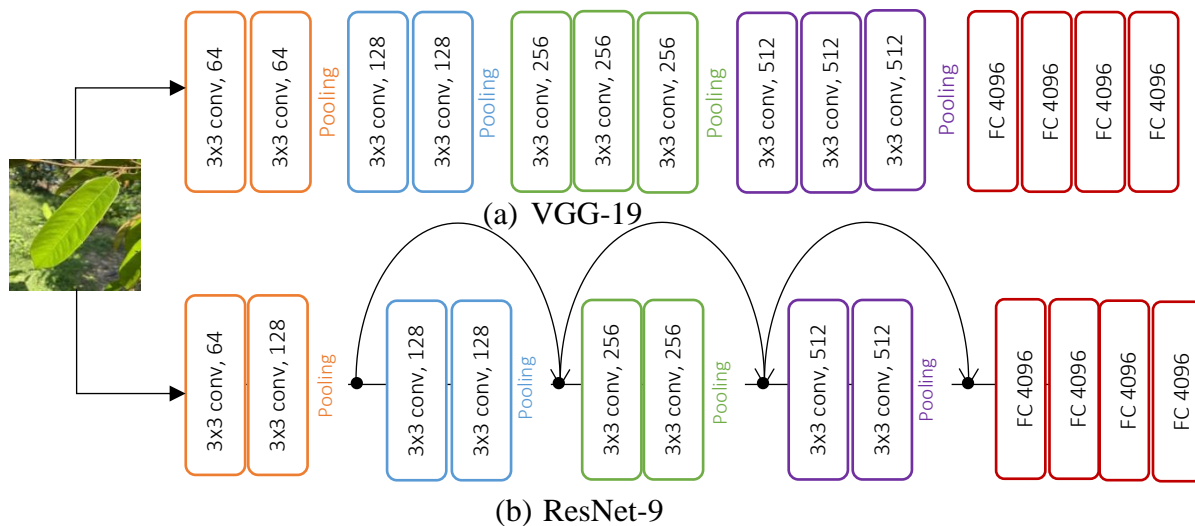 3x3 conv, 64
3x3 conv, 64
Pooling
3x3 conv, 128
3x3 conv, 128
Pooling
3x3 conv, 256
3x3 conv, 256
3x3 conv, 256
Pooling
3x3 conv, 512
3x3 conv, 512
3x3 conv, 512
Pooling
FC 4096
FC 4096
FC 4096
FC 4096
(a) VGG-19
3x3 conv, 64
3x3 conv, 128
Pooling
3x3 conv, 128
3x3 conv, 128
Pooling
3x3 conv, 256
3x3 conv, 256
Pooling
3x3 conv, 512
3x3 conv, 512
Pooling
FC 4096
FC 4096
FC 4096
FC 4096
(b) ResNet-9